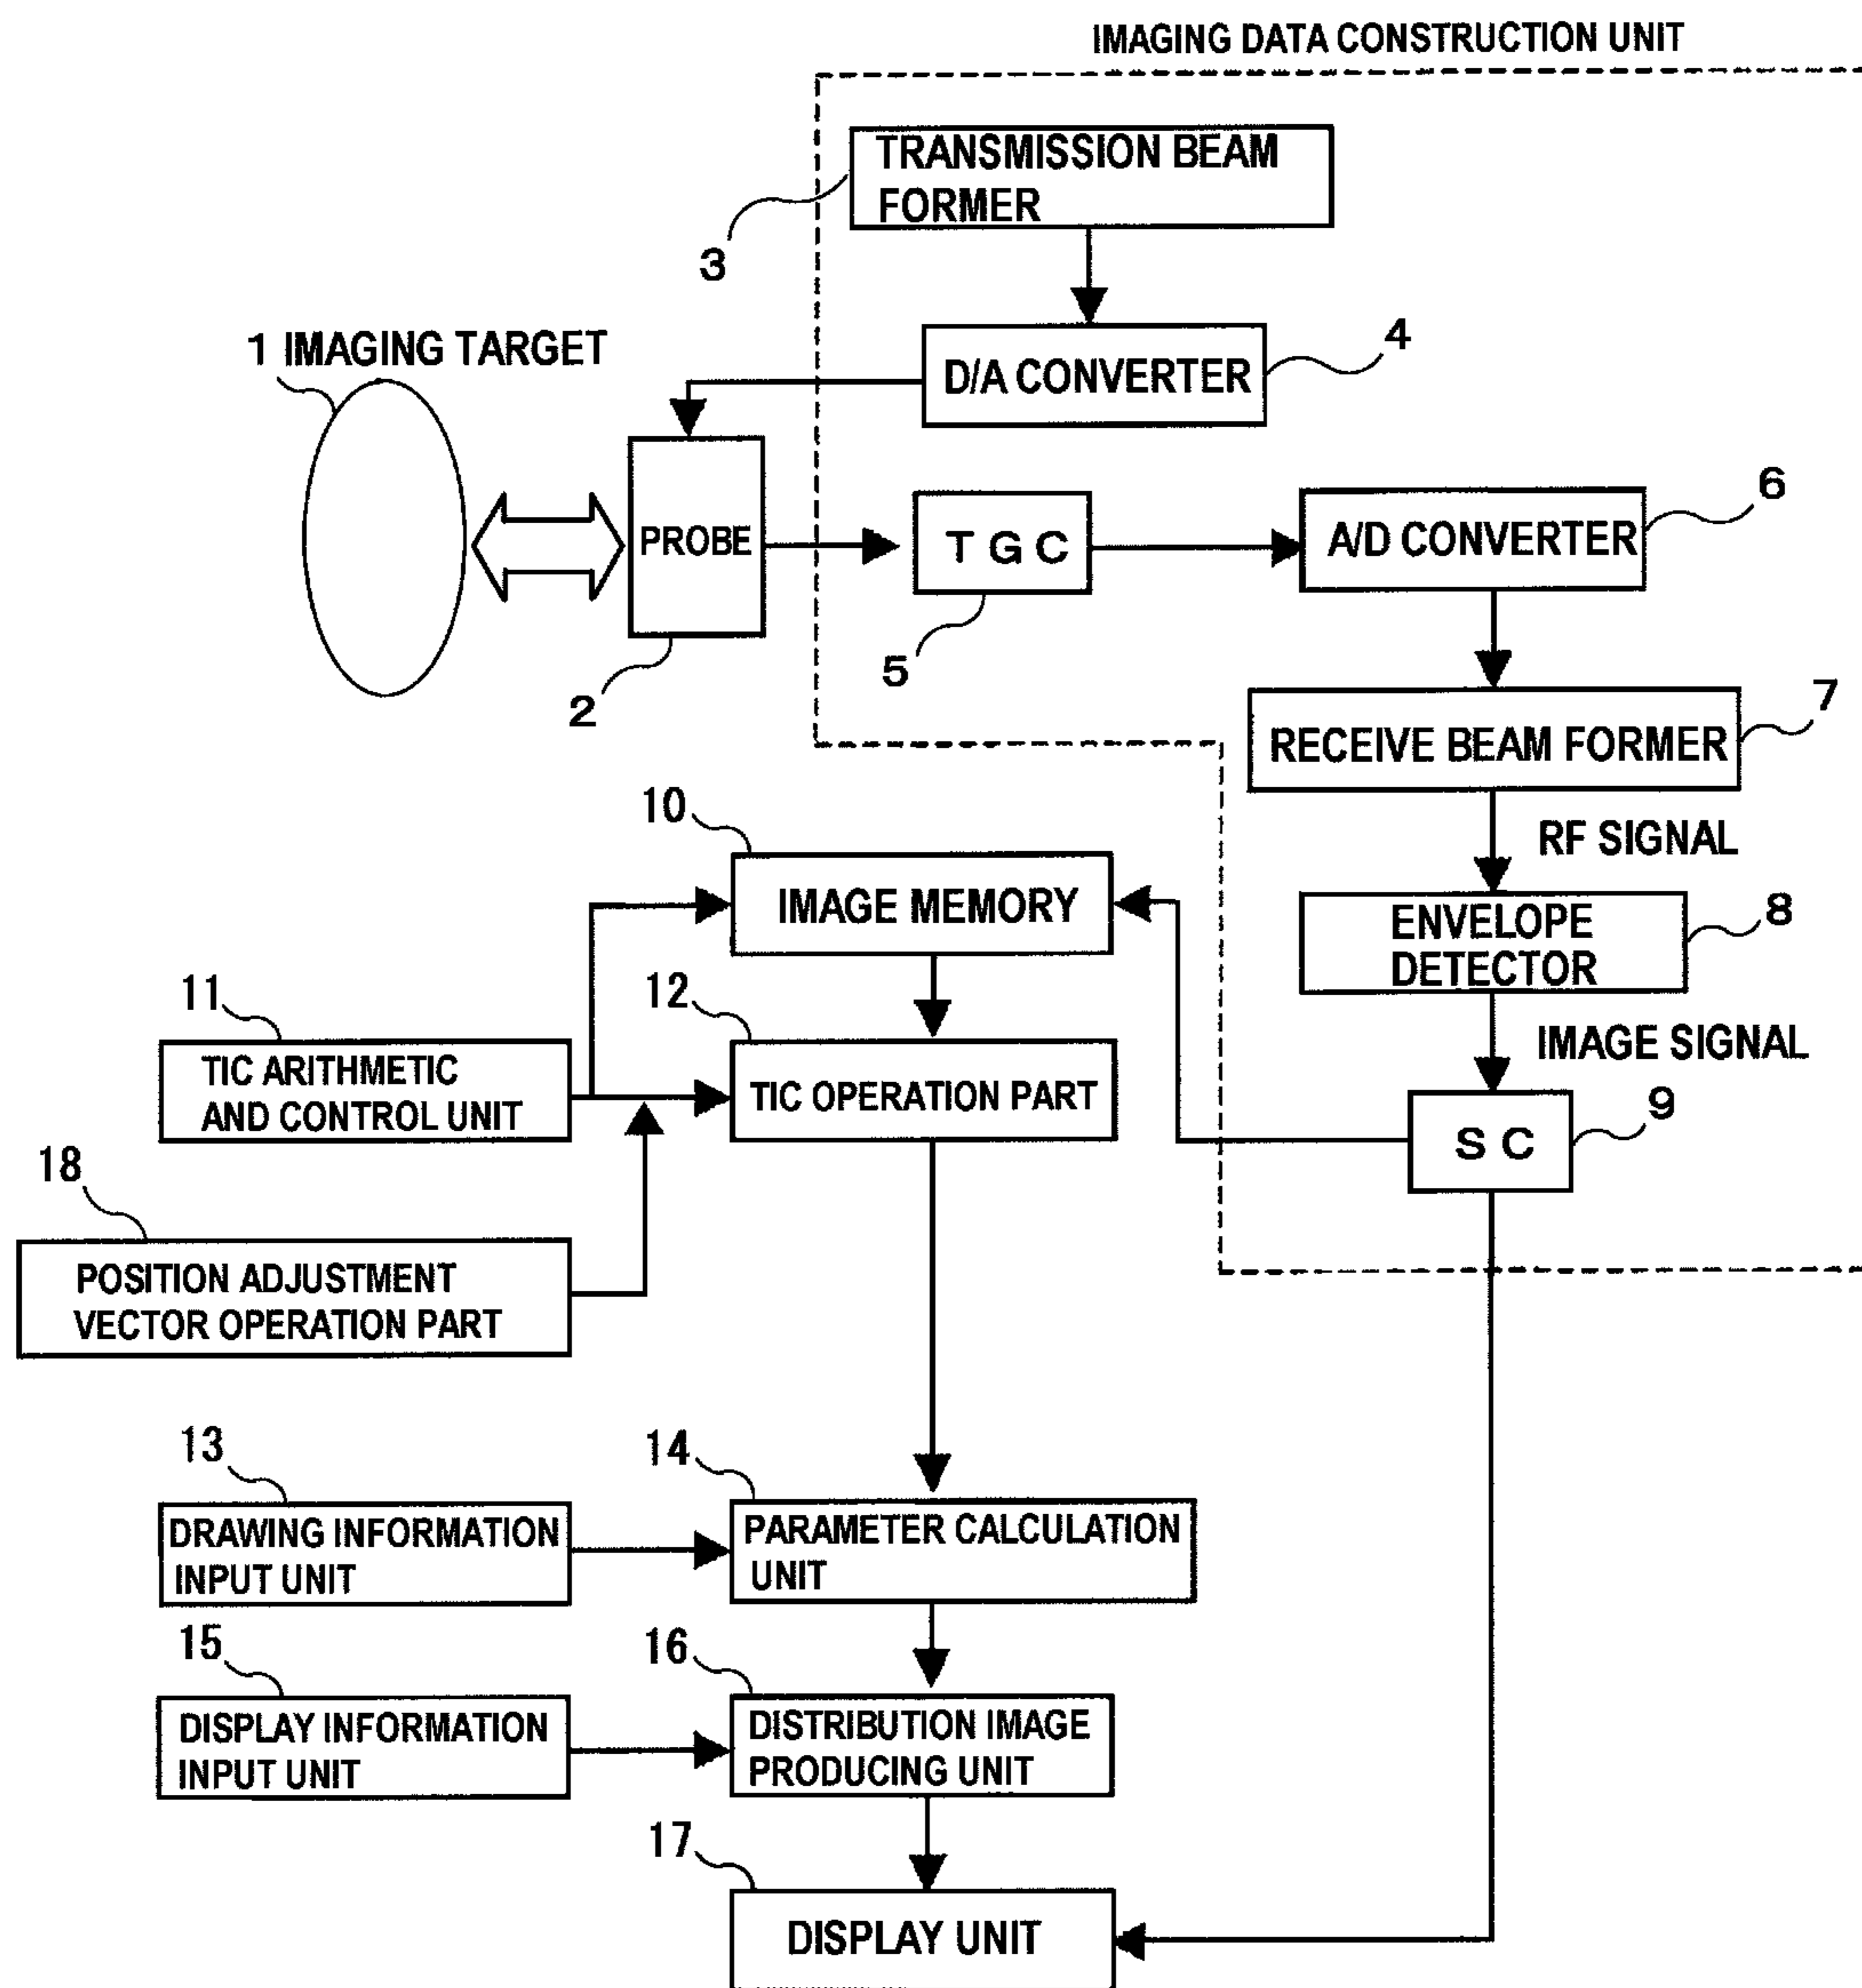 IMAGING DATA CONSTRUCTION UNIT
TRANSMISSION BEAM
FORMER
3
1 IMAGING TARGET
D/A CONVERTER
4
PROBE
2
T G C
5
A/D CONVERTER
6
RECEIVE BEAM FORMER
7
RF SIGNAL
10
IMAGE MEMORY
ENVELOPE
DETECTOR
8
IMAGE SIGNAL
11
TIC ARITHMETIC
AND CONTROL UNIT
12
TIC OPERATION PART
S C
9
18
POSITION ADJUSTMENT
VECTOR OPERATION PART
13
DRAWING INFORMATION
INPUT UNIT
14
PARAMETER CALCULATION
UNIT
15
DISPLAY INFORMATION
INPUT UNIT
16
DISTRIBUTION IMAGE
PRODUCING UNIT
17
DISPLAY UNIT